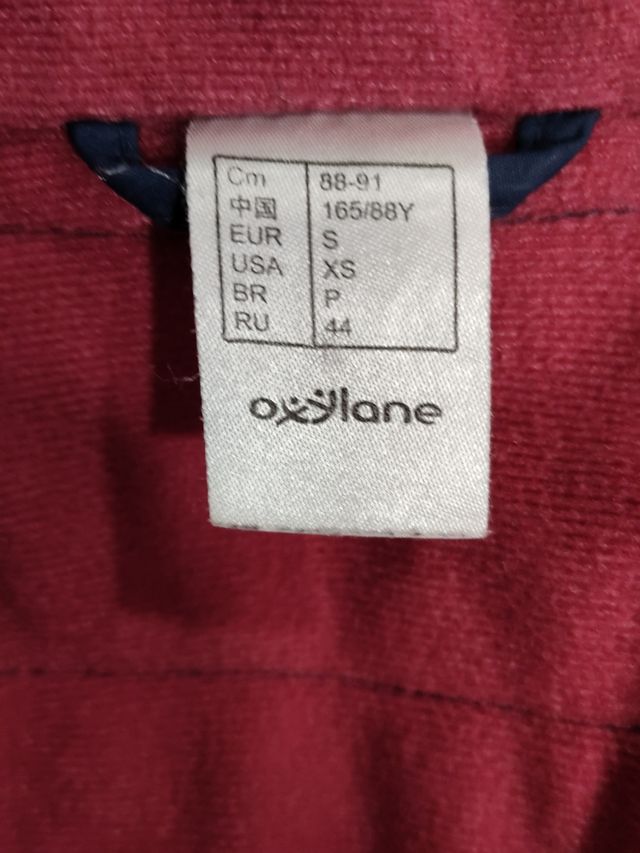 Cm 88-91
中国 165/88Y
EUR S
USA XS
BR P
RU 44
oxylane